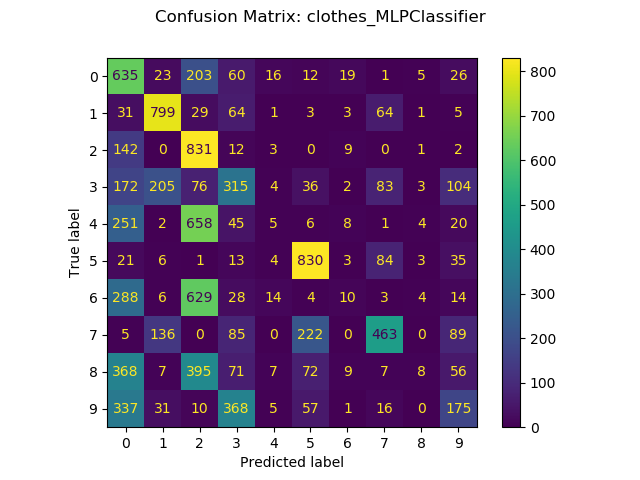 Confusion Matrix: clothes_MLPClassifier
0 635 23 203 60 16 12 19 1 5 26
1 31 799 29 64 1 3 3 64 1 5
2 142 0 831 12 3 0 9 0 1 2
3 172 205 76 315 4 36 2 83 3 104
4 251 2 658 45 5 6 8 1 4 20
5 21 6 1 13 4 830 3 84 3 35
6 288 6 629 28 14 4 10 3 4 14
7 5 136 0 85 0 222 0 463 0 89
8 368 7 395 71 7 72 9 7 8 56
9 337 31 10 368 5 57 1 16 0 175
0 1 2 3 4 5 6 7 8 9
True label
Predicted label
800
700
600
500
400
300
200
100
0